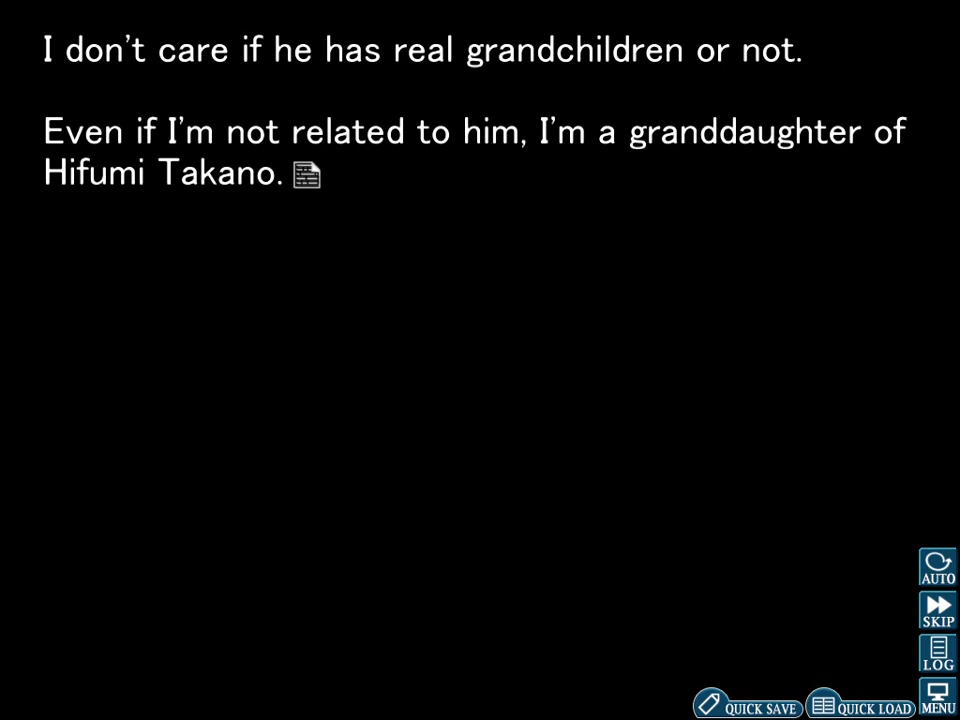 I don't care if he has real grandchildren or not.
Even if I'm not related to him, I'm a granddaughter of
Hifumi Takano.
AUTO
SKIP
LOG
QUICK SAVE
QUICK LOAD
MENU